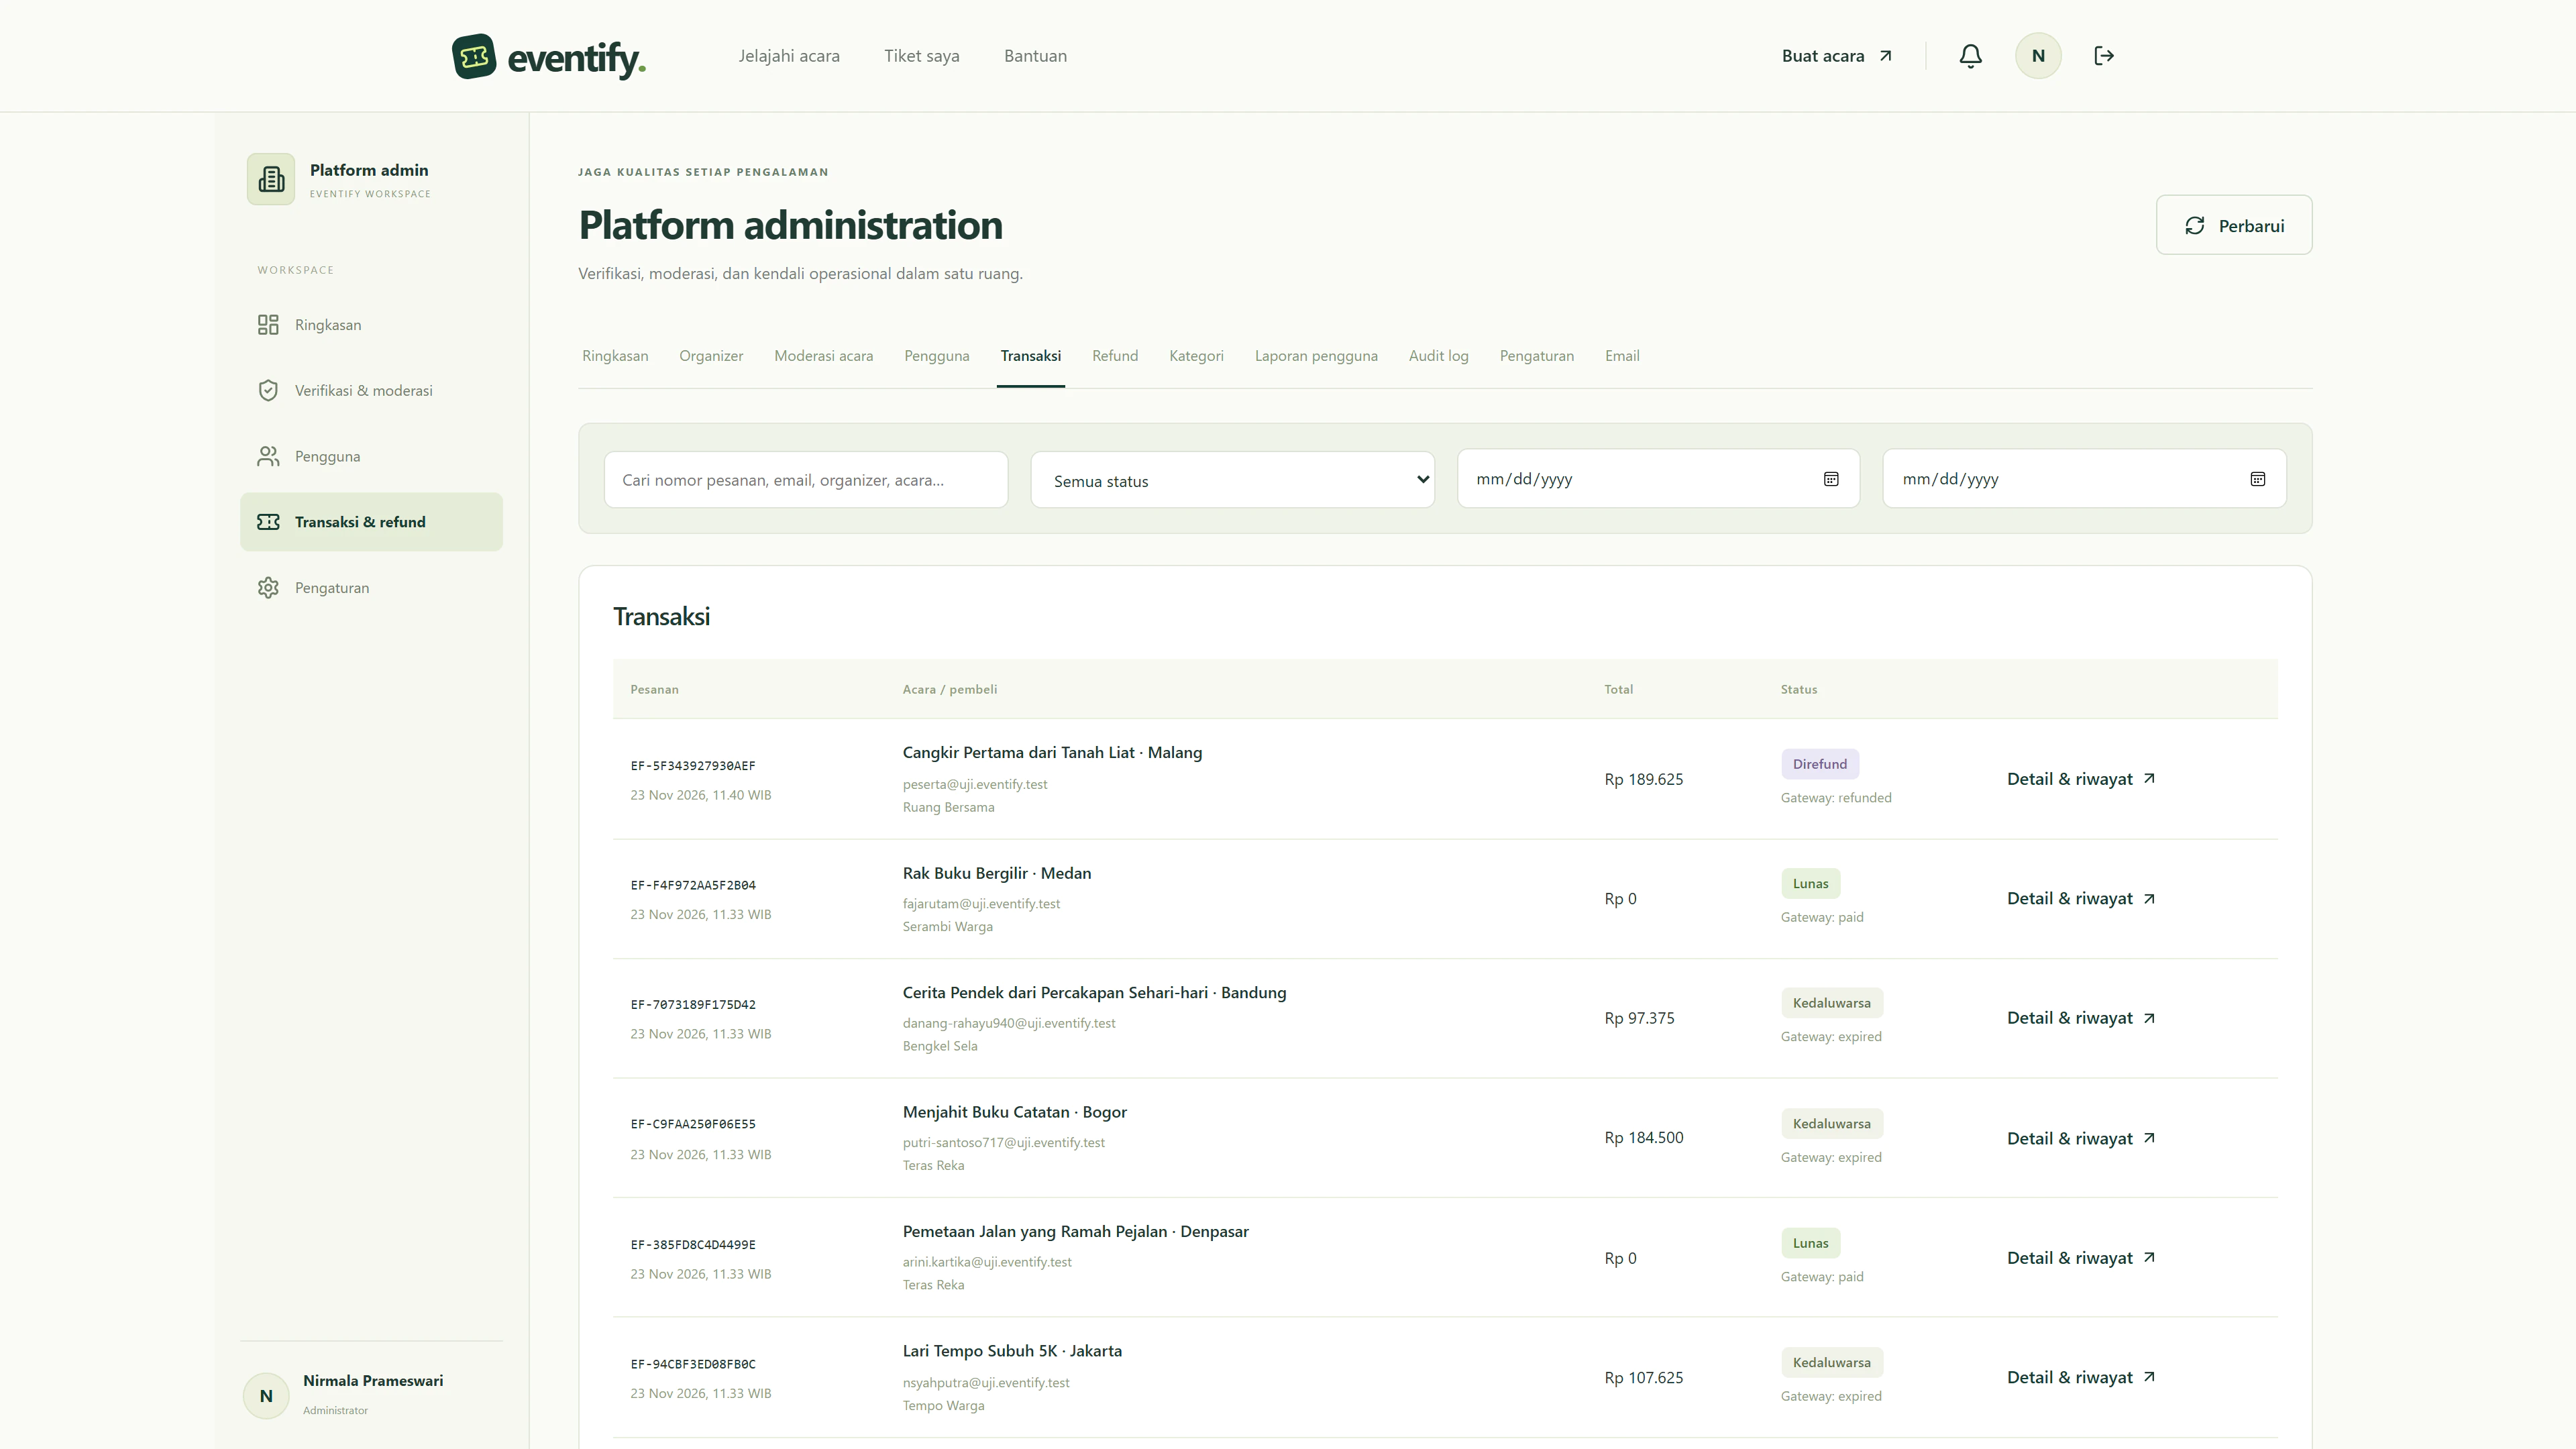 eventify.
Jelajahi acara
Tiket saya
Bantuan
Buat acara
N
Platform admin
EVENTIFY WORKSPACE
WORKSPACE
Ringkasan
Verifikasi & moderasi
Pengguna
Transaksi & refund
Pengaturan
N
Nirmala Prameswari
Administrator
JAGA KUALITAS SETIAP PENGALAMAN
Platform administration
Verifikasi, moderasi, dan kendali operasional dalam satu ruang.
Perbarui
Ringkasan
Organizer
Moderasi acara
Pengguna
Transaksi
Refund
Kategori
Laporan pengguna
Audit log
Pengaturan
Email
Cari nomor pesanan, email, organizer, acara...
Semua status
mm/dd/yyyy
mm/dd/yyyy
Transaksi
Pesanan
Acara / pembeli
Total
Status
EF-5F343927930AEF
23 Nov 2026, 11.40 WIB
Cangkir Pertama dari Tanah Liat · Malang
peserta@uji.eventify.test
Ruang Bersama
Rp 189.625
Direfund
Gateway: refunded
Detail & riwayat
EF-F4F972AA5F2B04
23 Nov 2026, 11.33 WIB
Rak Buku Bergilir · Medan
fajarutam@uji.eventify.test
Serambi Warga
Rp 0
Lunas
Gateway: paid
Detail & riwayat
EF-7073189F175D42
23 Nov 2026, 11.33 WIB
Cerita Pendek dari Percakapan Sehari-hari · Bandung
danang-rahayu940@uji.eventify.test
Bengkel Sela
Rp 97.375
Kedaluwarsa
Gateway: expired
Detail & riwayat
EF-C9FAA250F06E55
23 Nov 2026, 11.33 WIB
Menjahit Buku Catatan · Bogor
putri-santoso717@uji.eventify.test
Teras Reka
Rp 184.500
Kedaluwarsa
Gateway: expired
Detail & riwayat
EF-385FD8C4D4499E
23 Nov 2026, 11.33 WIB
Pemetaan Jalan yang Ramah Pejalan · Denpasar
arini.kartika@uji.eventify.test
Teras Reka
Rp 0
Lunas
Gateway: paid
Detail & riwayat
EF-94CBF3ED08FB0C
23 Nov 2026, 11.33 WIB
Lari Tempo Subuh 5K · Jakarta
nsyahputra@uji.eventify.test
Tempo Warga
Rp 107.625
Kedaluwarsa
Gateway: expired
Detail & riwayat